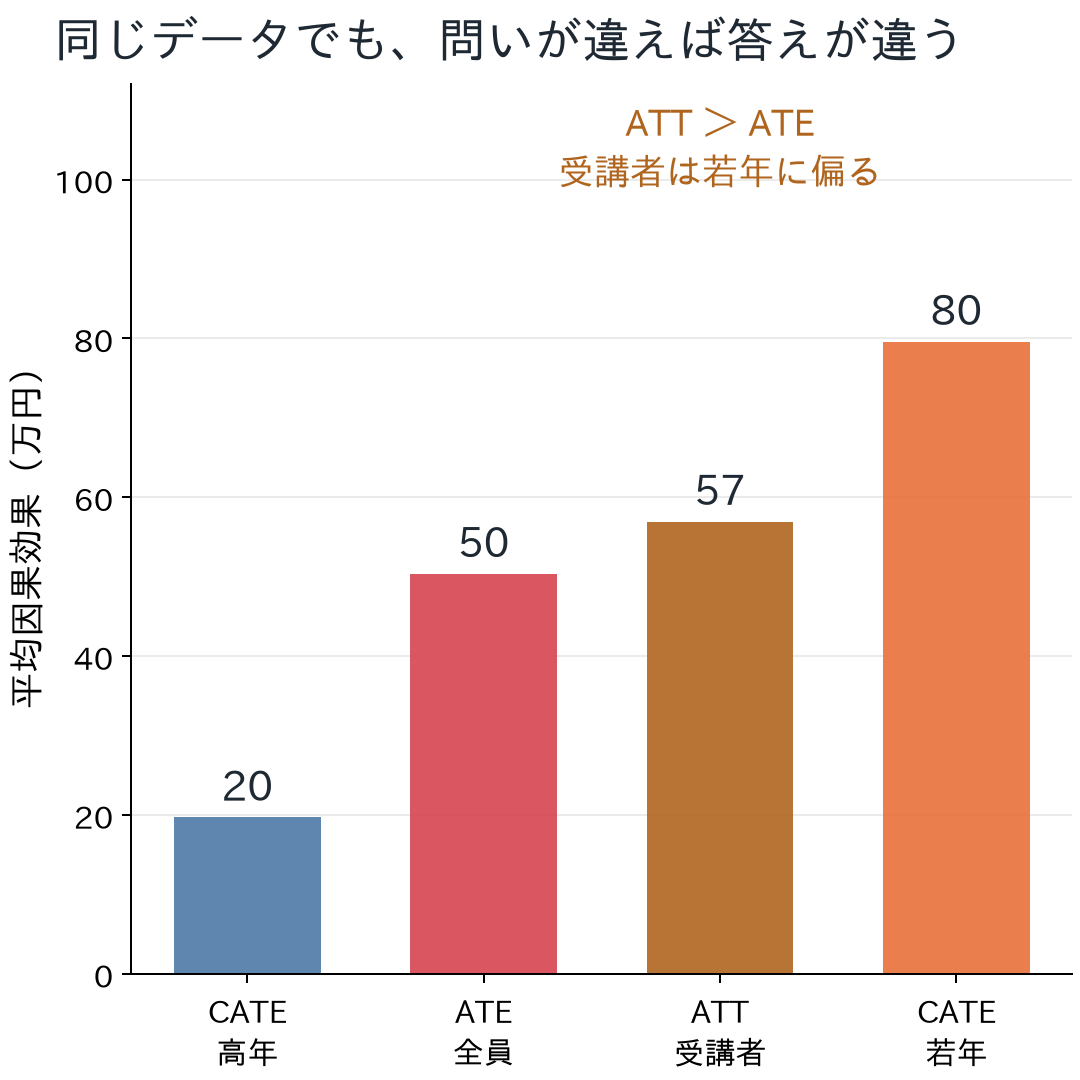 同じデータでも、問いが違えば答えが違う
ATT > ATE
受講者は若年に偏る
平均因果効果（万円）
100
80
60
40
20
0
20
50
57
80
CATE
高年
ATE
全員
ATT
受講者
CATE
若年